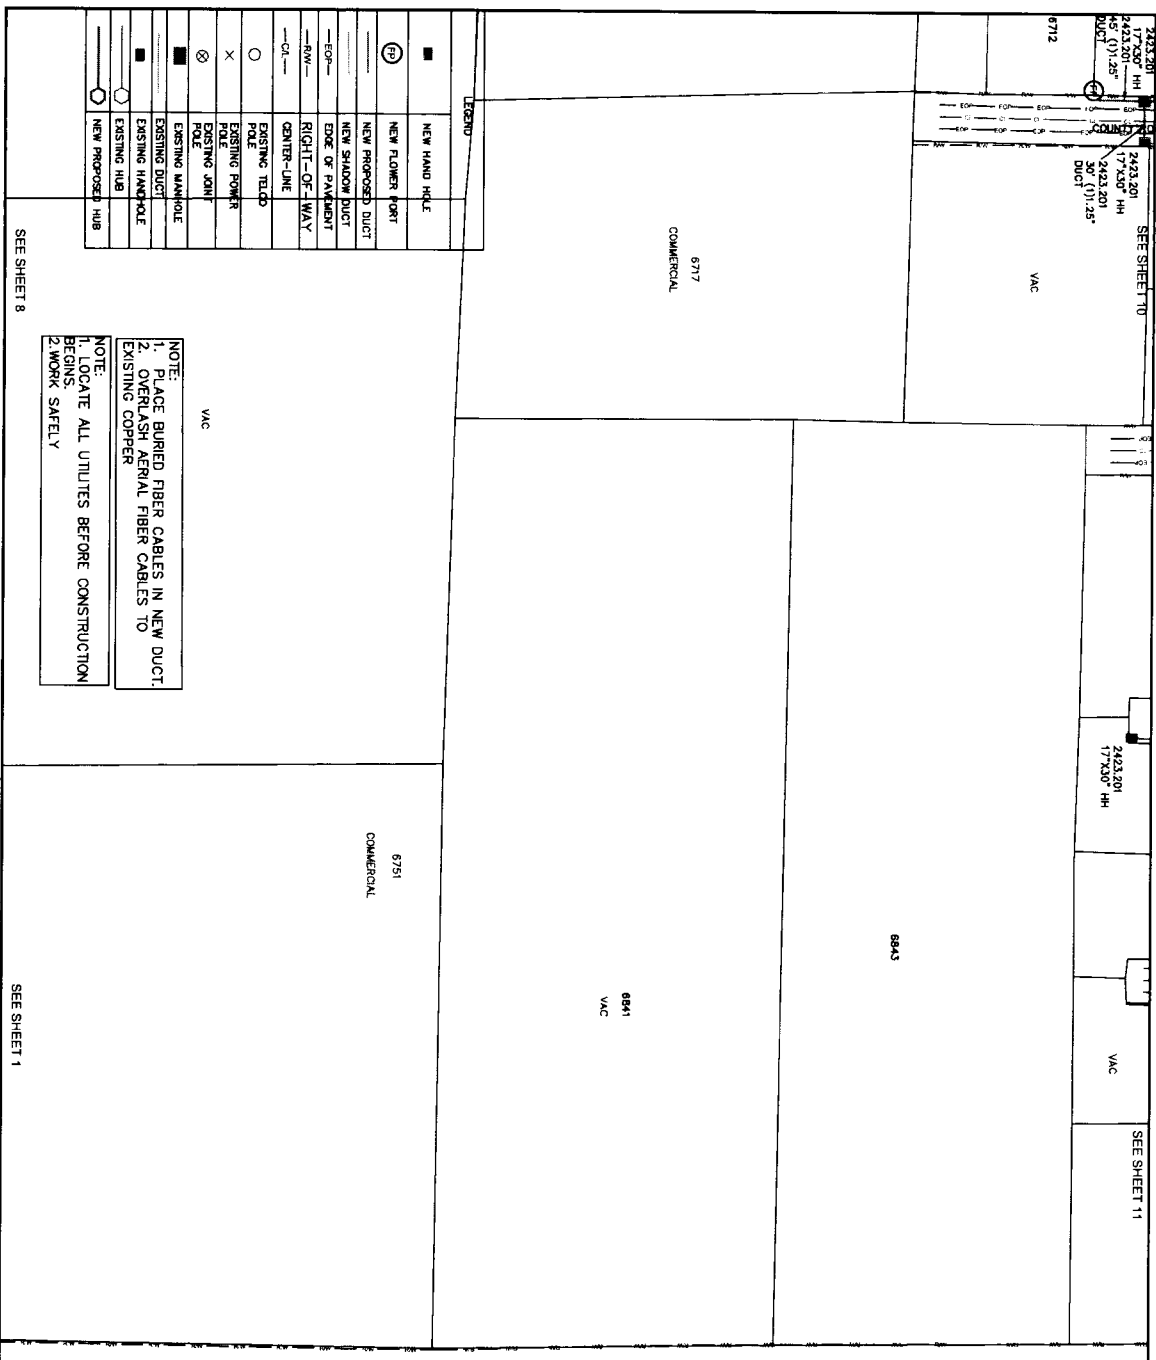 2423.201
17"X30" HH
2423.201
45' (1)1.25"
DUCT
6712
EOP
EOP
EOP
EOP
EOP
EOP
2423.201
17"X30" HH
2423.201
30' (1)1.25"
DUCT
SEE SHEET 10
VAC
6717
COMMERCIAL
2423.201
17"X30" HH
VAC
SEE SHEET 11
6843
6841
VAC
6751
COMMERCIAL
VAC
LEGEND
NEW HAND HOLE
FP NEW FLOWER PORT
NEW PROPOSED DUCT
NEW SHADOW DUCT
EOP EDGE OF PAVEMENT
R/W RIGHT-OF-WAY
C/L CENTER-LINE
EXISTING TELCO
POLE
EXISTING POWER
POLE
EXISTING JOINT
POLE
EXISTING MANHOLE
EXISTING DUCT
EXISTING HANDHOLE
EXISTING HUB
NEW PROPOSED HUB
NOTE:
1. PLACE BURIED FIBER CABLES IN NEW DUCT.
2. OVERLASH AERIAL FIBER CABLES TO
EXISTING COPPER
NOTE:
1. LOCATE ALL UTILITES BEFORE CONSTRUCTION
BEGINS.
2.WORK SAFELY
SEE SHEET 8
SEE SHEET 1